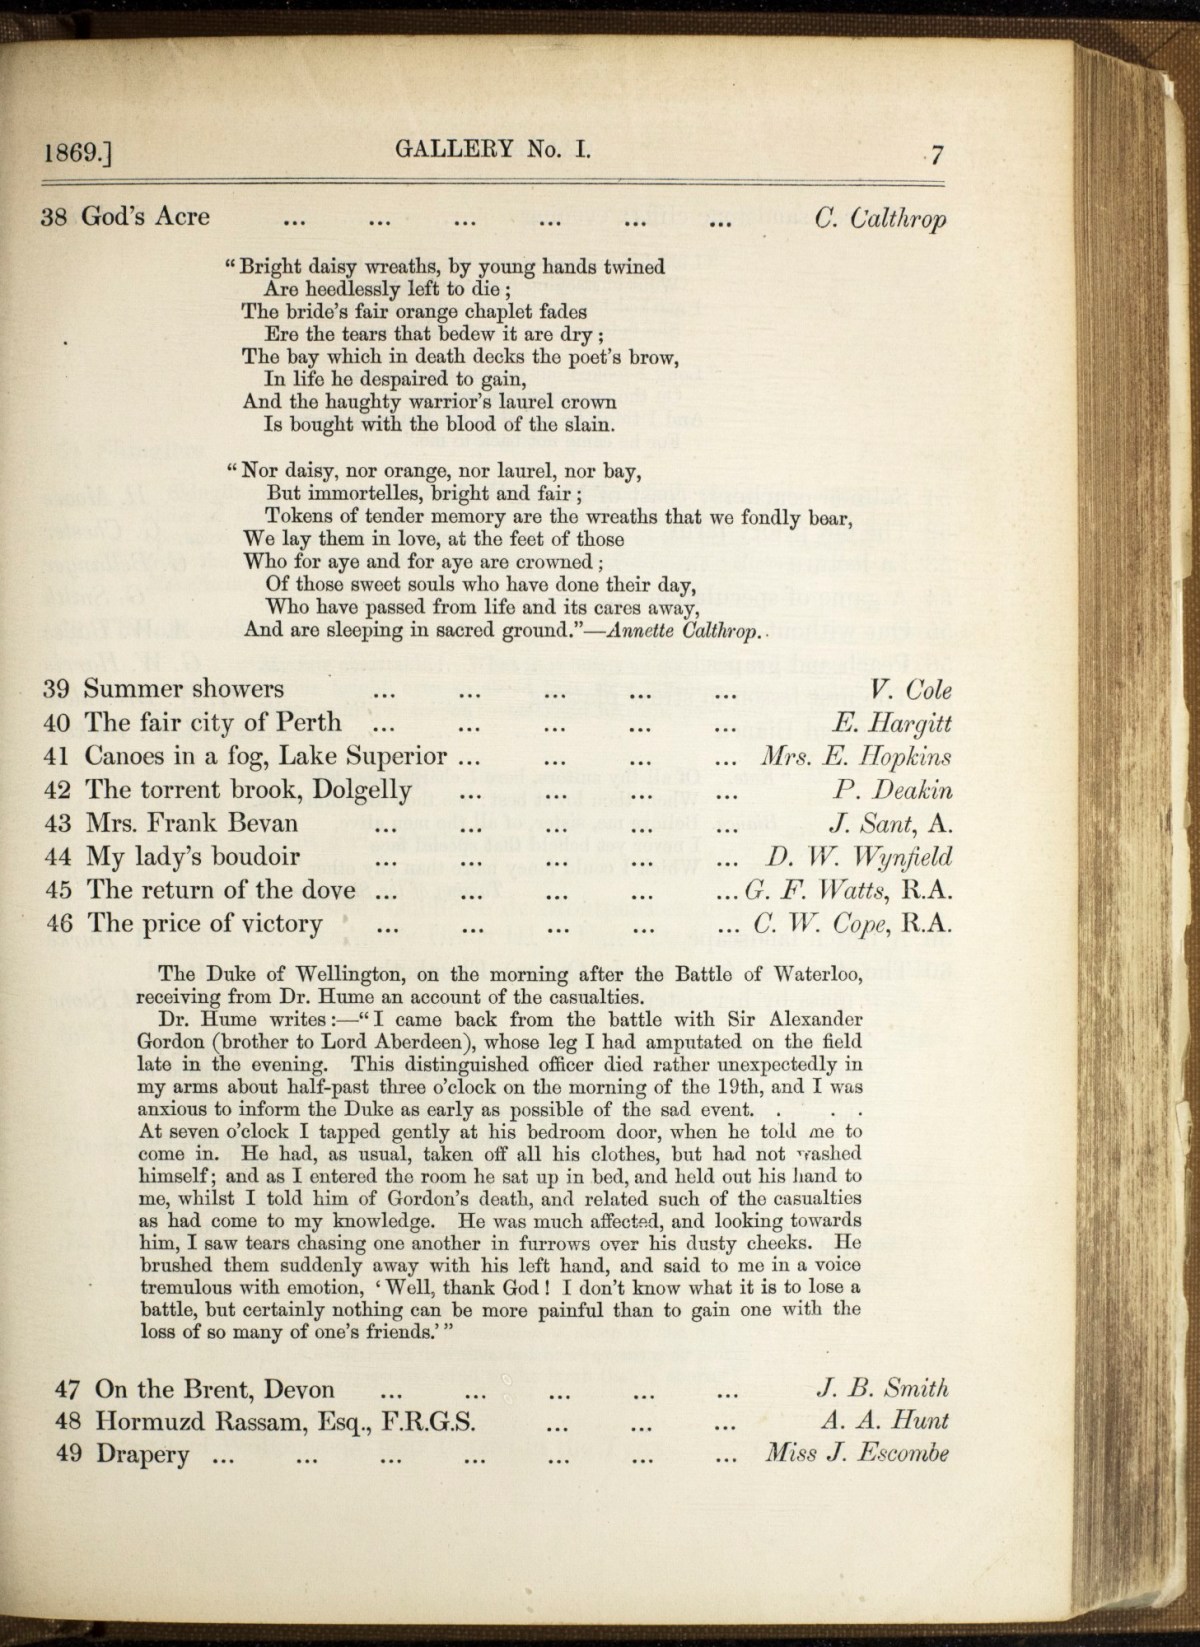 1869.] GALLERY No. I. 7
38 God's Acre ... ... ... ... ... ... C. Calthrop
“Bright daisy wreaths, by young hands twined
Are heedlessly left to die;
The bride's fair orange chaplet fades
Ere the tears that bedew it are dry;
The bay which in death decks the poet's brow,
In life he despaired to gain,
And the haughty warrior's laurel crown
Is bought with the blood of the slain.
“Nor daisy, nor orange, nor laurel, nor bay,
But immortelles, bright and fair;
Tokens of tender memory are the wreaths that we fondly bear,
We lay them in love, at the feet of those
Who for aye and for aye are crowned;
Of those sweet souls who have done their day,
Who have passed from life and its cares away,
And are sleeping in sacred ground.”—Annette Calthrop.
39 Summer showers ... ... ... ... ... V. Cole
40 The fair city of Perth ... ... ... ... ... E. Hargitt
41 Canoes in a fog, Lake Superior ... ... ... ... Mrs. E. Hopkins
42 The torrent brook, Dolgelly ... ... ... ... P. Deakin
43 Mrs. Frank Bevan ... ... ... ... ... J. Sant, A.
44 My lady's boudoir ... ... ... ... ... D. W. Wynfield
45 The return of the dove ... ... ... ... ... G. F. Watts, R.A.
46 The price of victory ... ... ... ... ... C. W. Cope, R.A.
The Duke of Wellington, on the morning after the Battle of Waterloo,
receiving from Dr. Hume an account of the casualties.
Dr. Hume writes:—“I came back from the battle with Sir Alexander
Gordon (brother to Lord Aberdeen), whose leg I had amputated on the field
late in the evening. This distinguished officer died rather unexpectedly in
my arms about half-past three o'clock on the morning of the 19th, and I was
anxious to inform the Duke as early as possible of the sad event. . . .
At seven o'clock I tapped gently at his bedroom door, when he told me to
come in. He had, as usual, taken off all his clothes, but had not washed
himself; and as I entered the room he sat up in bed, and held out his hand to
me, whilst I told him of Gordon's death, and related such of the casualties
as had come to my knowledge. He was much affected, and looking towards
him, I saw tears chasing one another in furrows over his dusty cheeks. He
brushed them suddenly away with his left hand, and said to me in a voice
tremulous with emotion, ‘Well, thank God! I don't know what it is to lose a
battle, but certainly nothing can be more painful than to gain one with the
loss of so many of one's friends.’”
47 On the Brent, Devon ... ... ... ... ... J. B. Smith
48 Hormuzd Rassam, Esq., F.R.G.S. ... ... ... A. A. Hunt
49 Drapery ... ... ... ... ... ... ... Miss J. Escombe